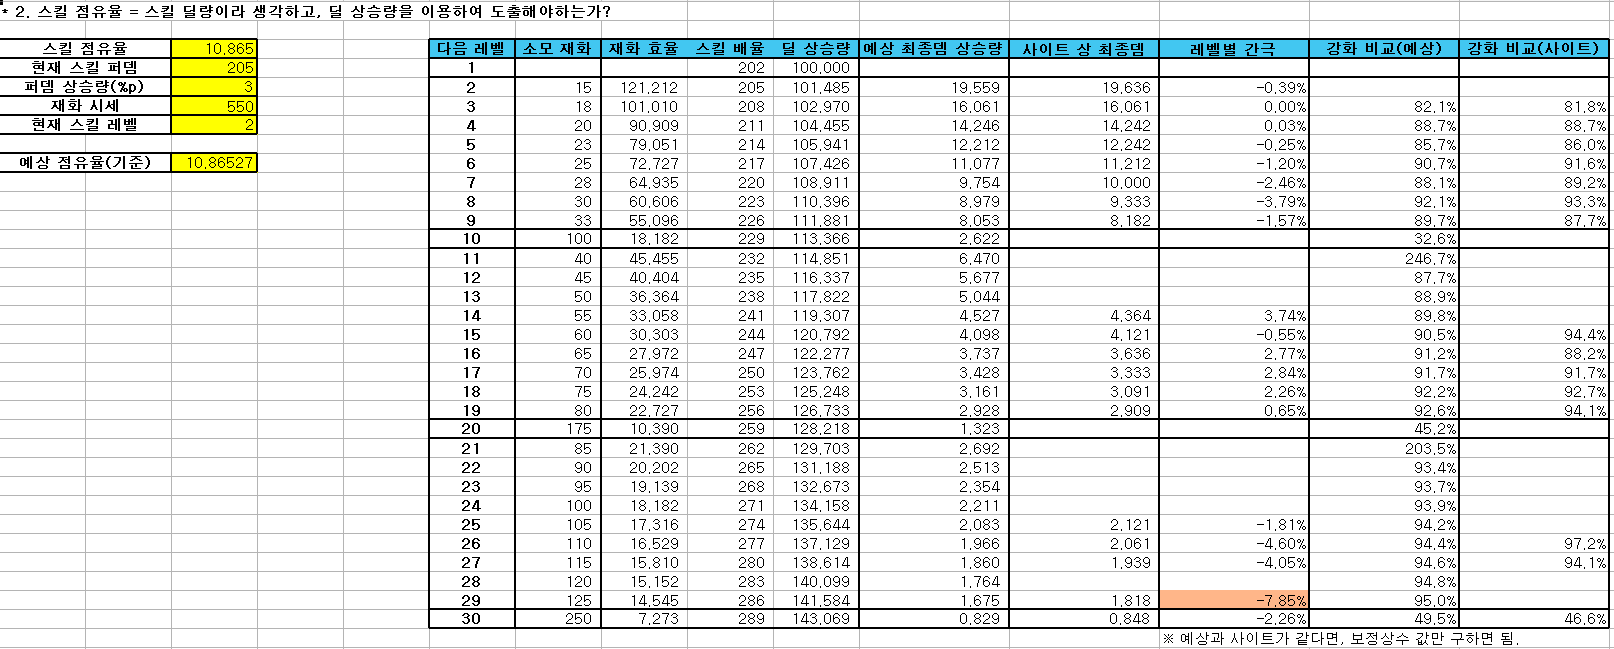 * 2. 스킬 점유율 = 스킬 딜량이라 생각하고, 딜 상승량을 이용하여 도출해야하는가?
스킬 점유율 10,865
현재 스킬 퍼뎀 205
퍼뎀 상승량(%p) 3
재화 시세 550
현재 스킬 레벨 2
예상 점유율(기준) 10,86527
다음 레벨 소모 재화 재화 효율 스킬 배율 딜 상승량 예상 최종뎀 상승량 사이트 상 최종뎀 레벨별 간극 강화 비교(예상) 강화 비교(사이트)
1 202 100,000
2 15 121,212 205 101,485 19,559 19,636 -0,39%
3 18 101,010 208 102,970 16,061 16,061 0,00% 82,1% 81,8%
4 20 90,909 211 104,455 14,246 14,242 0,03% 88,7% 88,7%
5 23 79,051 214 105,941 12,212 12,242 -0,25% 85,7% 86,0%
6 25 72,727 217 107,426 11,077 11,212 -1,20% 90,7% 91,6%
7 28 64,935 220 108,911 9,754 10,000 -2,46% 88,1% 89,2%
8 30 60,606 223 110,396 8,979 9,333 -3,79% 92,1% 93,3%
9 33 55,096 226 111,881 8,053 8,182 -1,57% 89,7% 87,7%
10 100 18,182 229 113,366 2,622 32,6%
11 40 45,455 232 114,851 6,470 246,7%
12 45 40,404 235 116,337 5,677 87,7%
13 50 36,364 238 117,822 5,044 88,9%
14 55 33,058 241 119,307 4,527 4,364 3,74% 89,8%
15 60 30,303 244 120,792 4,098 4,121 -0,55% 90,5% 94,4%
16 65 27,972 247 122,277 3,737 3,636 2,77% 91,2% 88,2%
17 70 25,974 250 123,762 3,428 3,333 2,84% 91,7% 91,7%
18 75 24,242 253 125,248 3,161 3,091 2,26% 92,2% 92,7%
19 80 22,727 256 126,733 2,928 2,909 0,65% 92,6% 94,1%
20 175 10,390 259 128,218 1,323 45,2%
21 85 21,390 262 129,703 2,692 203,5%
22 90 20,202 265 131,188 2,513 93,4%
23 95 19,139 268 132,673 2,354 93,7%
24 100 18,182 271 134,158 2,211 93,9%
25 105 17,316 274 135,644 2,083 2,121 -1,81% 94,2%
26 110 16,529 277 137,129 1,966 2,061 -4,60% 94,4% 97,2%
27 115 15,810 280 138,614 1,860 1,939 -4,05% 94,6% 94,1%
28 120 15,152 283 140,099 1,764 94,8%
29 125 14,545 286 141,584 1,675 1,818 -7,85% 95,0%
30 250 7,273 289 143,069 0,829 0,848 -2,26% 49,5% 46,6%
※ 예상과 사이트가 같다면, 보정상수 값만 구하면 됨.